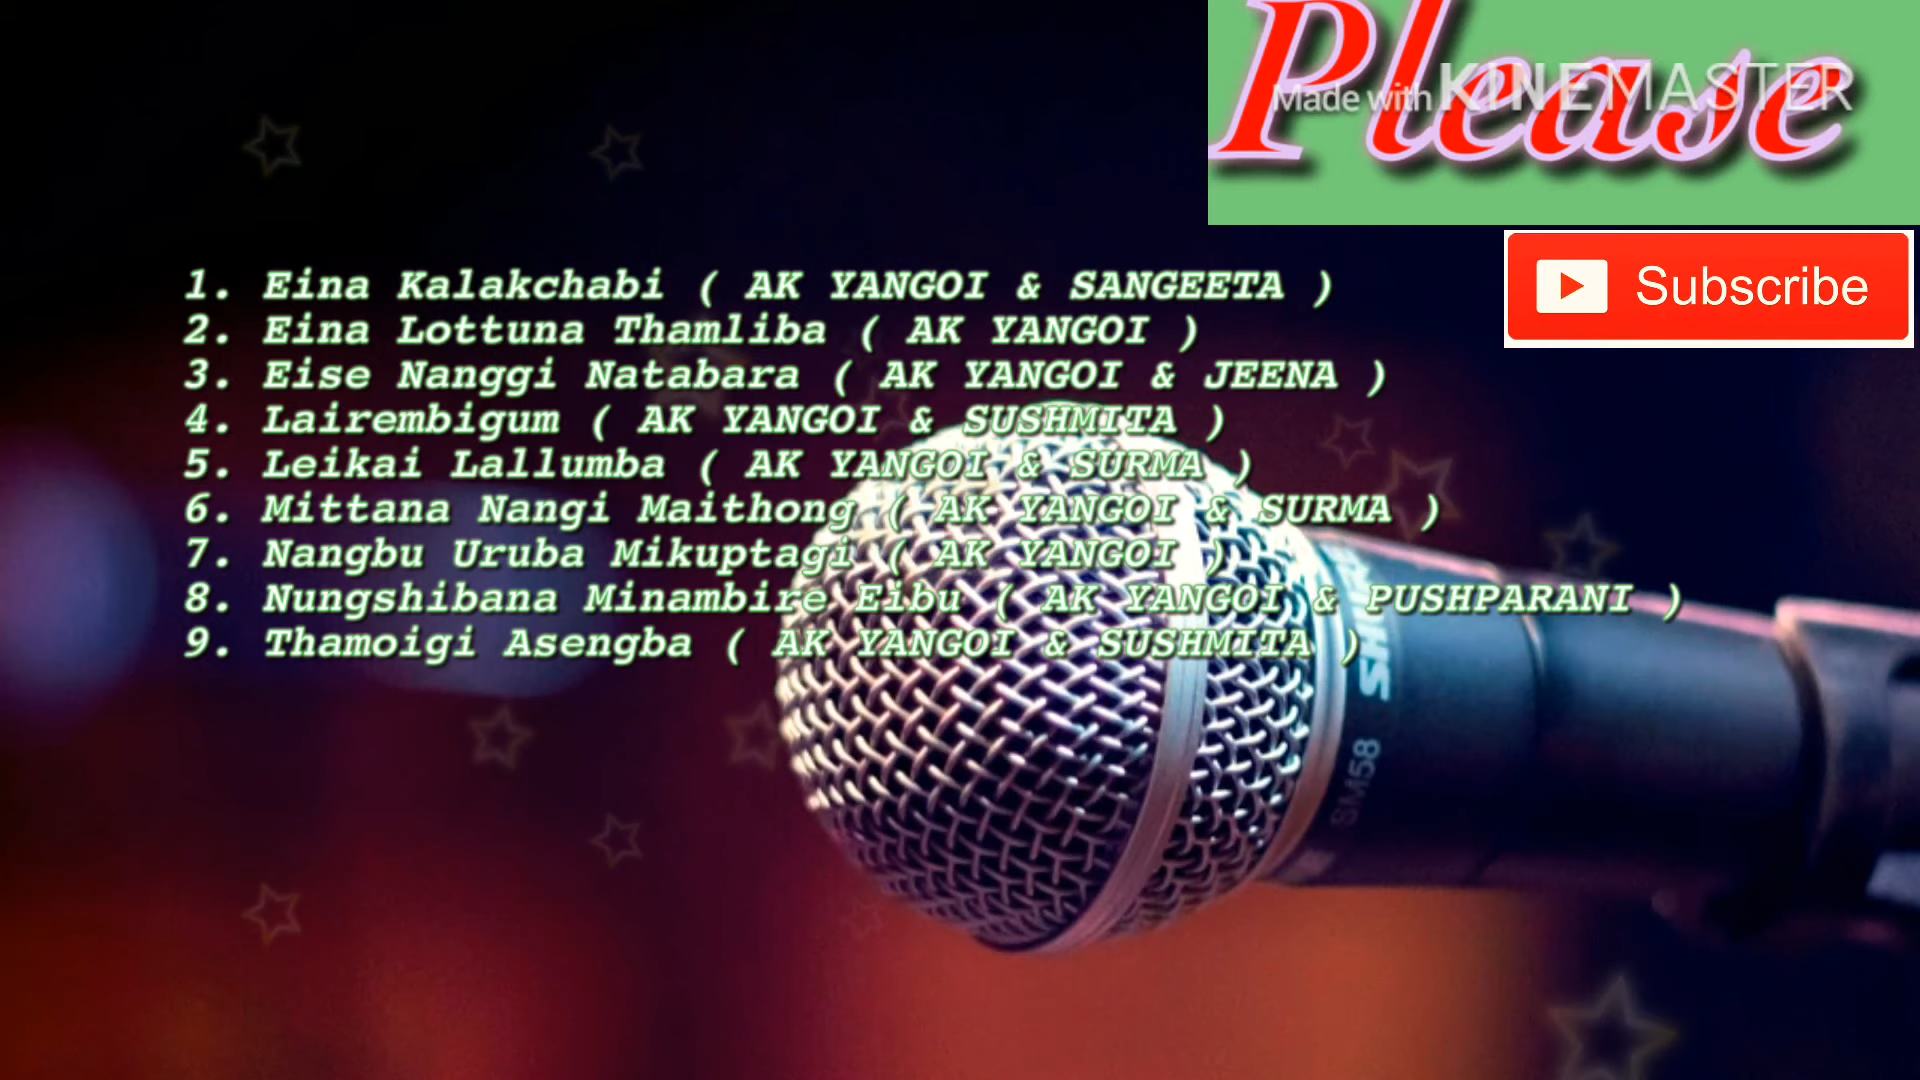 Please
Made with KINEMASTER
Subscribe
1. Eina Kalakchabi ( AK YANGOI & SANGEETA )
2. Eina Lottuna Thamliba ( AK YANGOI )
3. Eise Nanggi Natabara ( AK YANGOI & JEENA )
4. Lairembigum ( AK YANGOI & SUSHMITA )
5. Leikai Lallumba ( AK YANGOI & SURMA )
6. Mittana Nangi Maithong ( AK YANGOI & SURMA )
7. Nangbu Uruba Mikuptagi ( AK YANGOI )
8. Nungshibana Minambire Eibu ( AK YANGOI & PUSHPARANI )
9. Thamoigi Asengba ( AK YANGOI & SUSHMITA )
SM58